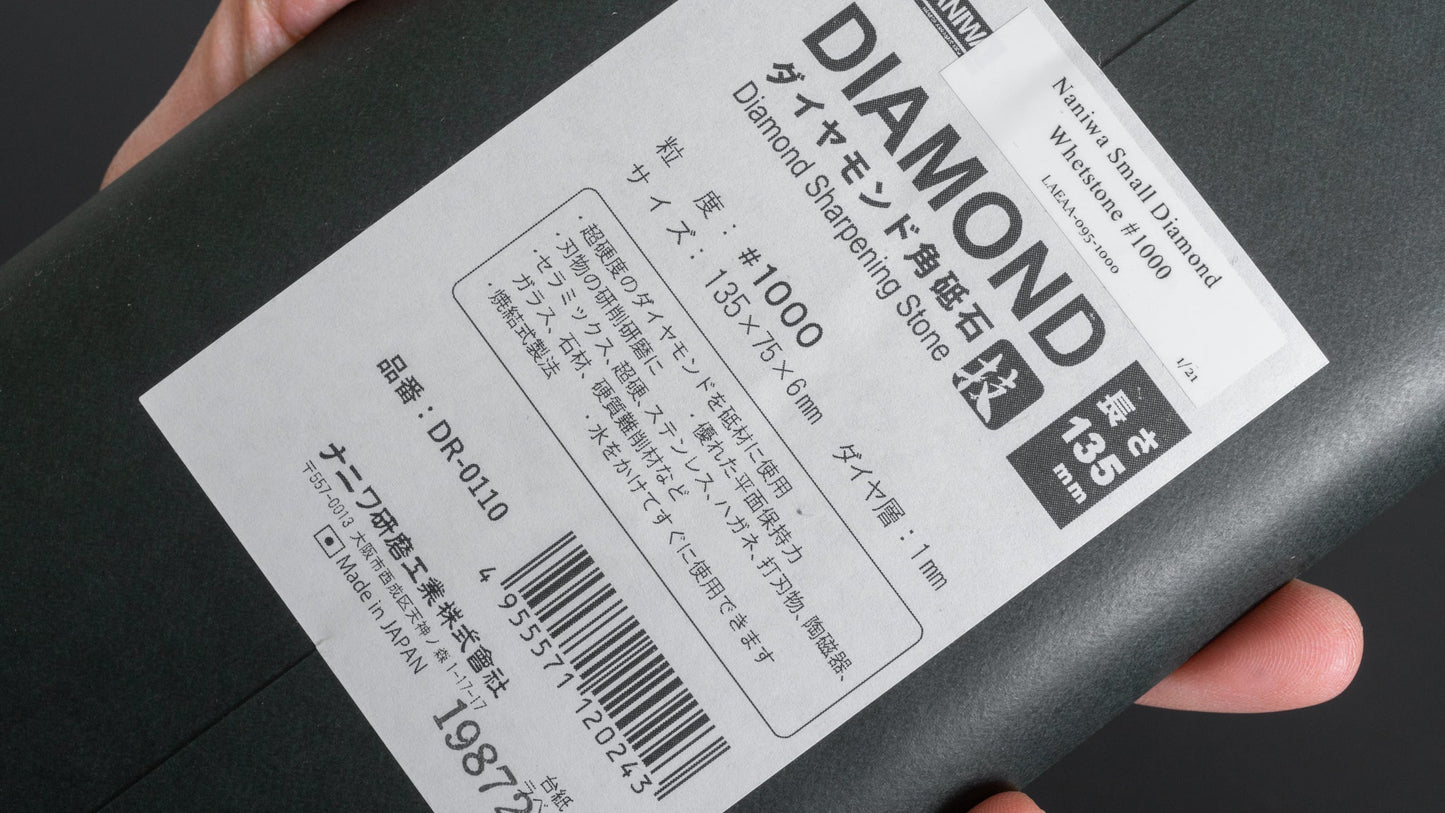 NANIWA
Naniwa Small Diamond
Whetstone #1000
LAEAA-095-1000
1/21
DIAMOND
長さ
135
mm
ダイヤモンド角砥石 技
Diamond Sharpening Stone
粒度：#1000
サイズ：135×75×6mm ダイヤ層：1mm
・超硬度のダイヤモンドを砥材に使用
・刃物の研削研磨に ・優れた平面保持力
・セラミックス、超硬、ステンレス、ハガネ、打刃物、陶磁器、
ガラス、石材、硬質難削材など
・焼結式製法 ・水をかけてすぐに使用できます
品番：DR-0110
4 955571 120243
ナニワ研磨工業株式會社
〒557-0013 大阪市西成区天神ノ森 1-17-17
Made in JAPAN
19872
台紙
ラベ